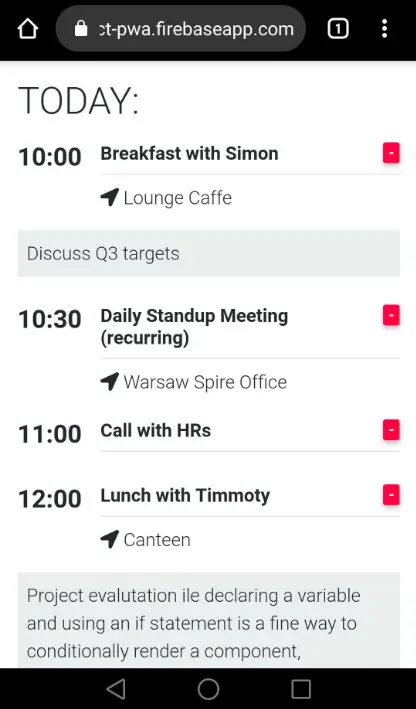 ct-pwa.firebaseapp.com
1
TODAY:
10:00 Breakfast with Simon -
Lounge Caffe
Discuss Q3 targets
10:30 Daily Standup Meeting -
(recurring)
Warsaw Spire Office
11:00 Call with HRs -
12:00 Lunch with Timmoty -
Canteen
Project evalutation ile declaring a variable
and using an if statement is a fine way to
conditionally render a component,